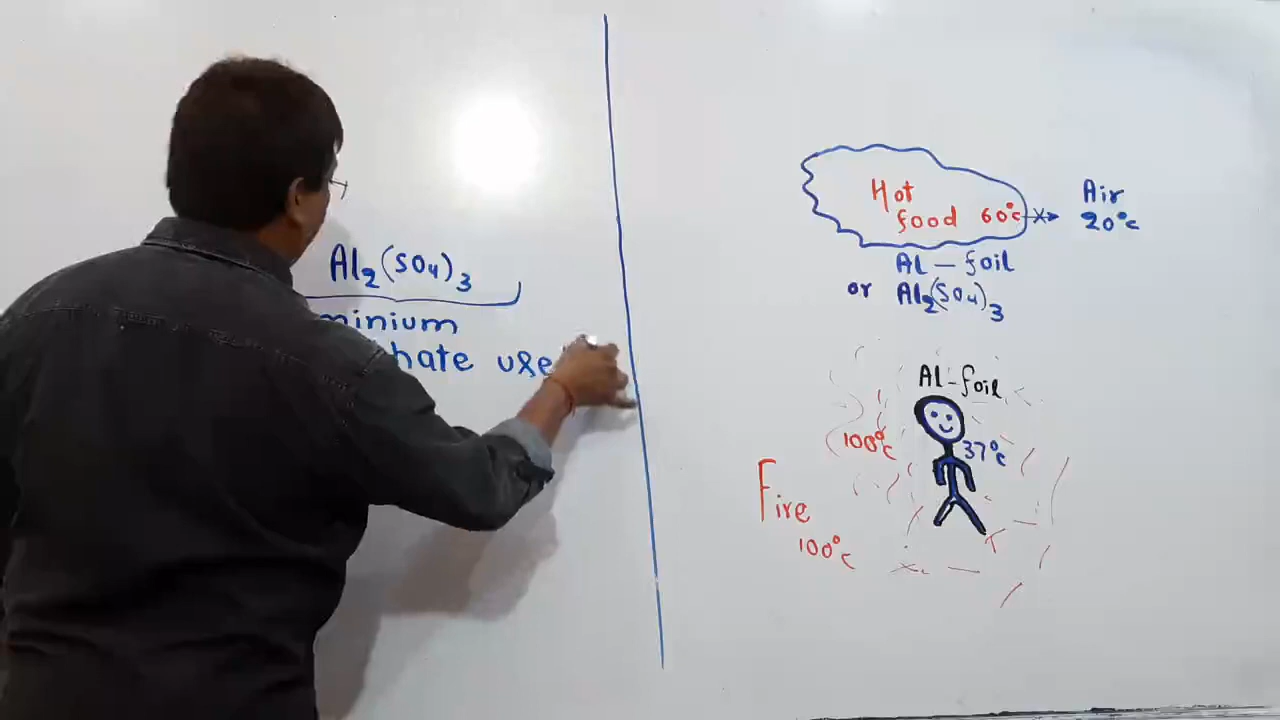 Al2(SO4)3
minium
hate use
Hot
food 60°c
Air
20°c
Al - foil
or Al2(SO4)3
Al-foil
100°c
37°c
Fire
100°c